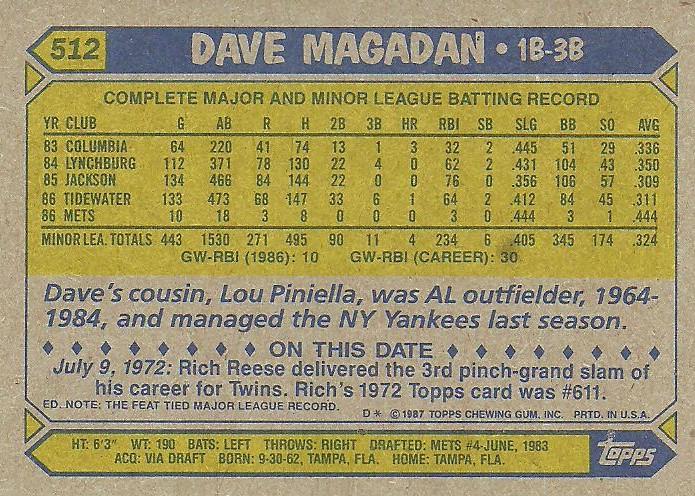 512 DAVE MAGADAN • 1B-3B
COMPLETE MAJOR AND MINOR LEAGUE BATTING RECORD
YR CLUB G AB R H 2B 3B HR RBI SB SLG BB SO AVG
83 COLUMBIA 64 220 41 74 13 1 3 32 2 .445 51 29 .336
84 LYNCHBURG 112 371 78 130 22 4 0 62 2 .431 104 43 .350
85 JACKSON 134 466 84 144 22 0 0 76 0 .356 106 57 .309
86 TIDEWATER 133 473 68 147 33 6 1 64 2 .412 84 45 .311
86 METS 10 18 3 8 0 0 0 3 0 .444 3 1 .444
MINOR LEA. TOTALS 443 1530 271 495 90 11 4 234 6 .405 345 174 .324
GW-RBI (1986): 10 GW-RBI (CAREER): 30
Dave's cousin, Lou Piniella, was AL outfielder, 1964-
1984, and managed the NY Yankees last season.
♦ ♦ ♦ ♦ ♦ ♦ ♦ ♦ ON THIS DATE ♦ ♦ ♦ ♦ ♦ ♦ ♦ ♦
July 9, 1972: Rich Reese delivered the 3rd pinch-grand slam of
his career for Twins. Rich's 1972 Topps card was #611.
ED. NOTE: THE FEAT TIED MAJOR LEAGUE RECORD.
D* ©1987 TOPPS CHEWING GUM, INC. PRTD. IN U.S.A.
HT: 6'3" WT: 190 BATS: LEFT THROWS: RIGHT DRAFTED: METS #4-JUNE, 1983
ACQ: VIA DRAFT BORN: 9-30-62, TAMPA, FLA. HOME: TAMPA, FLA.
Topps